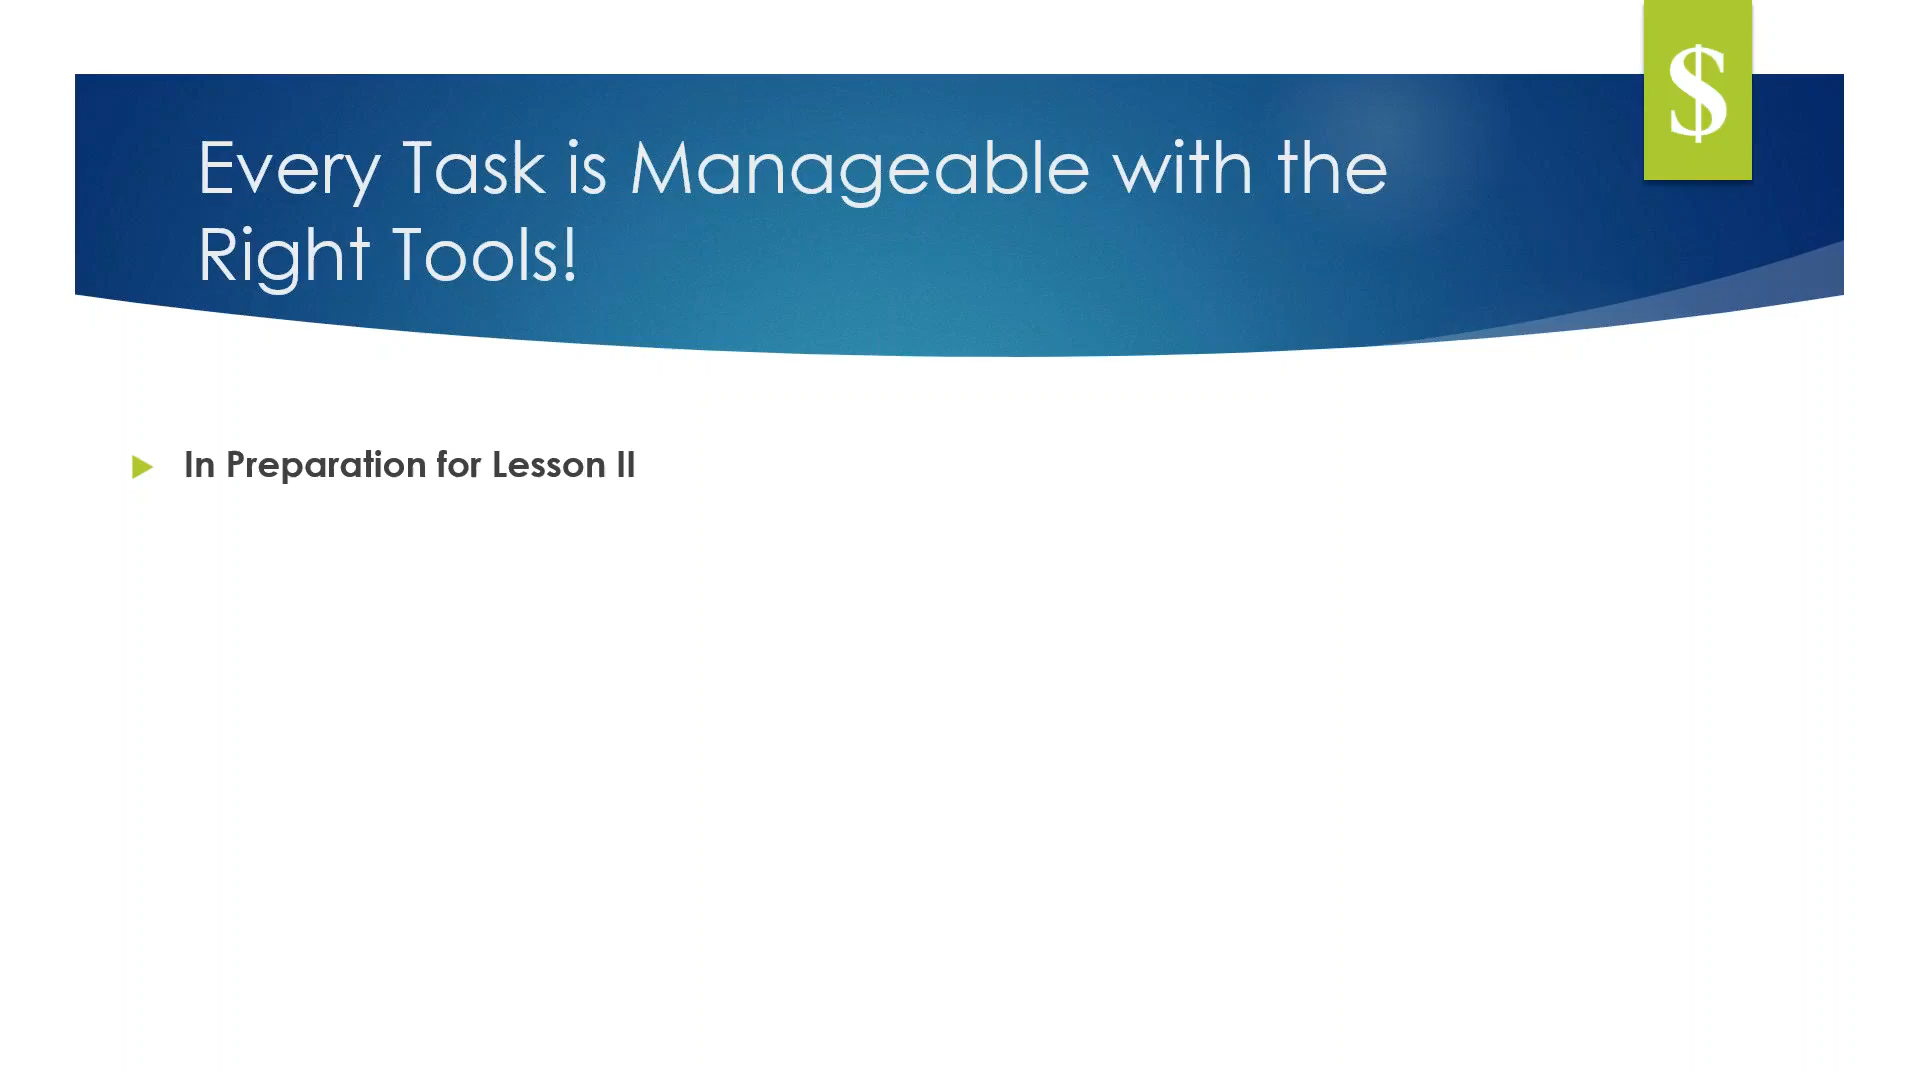 $
Every Task is Manageable with the
Right Tools!
In Preparation for Lesson II